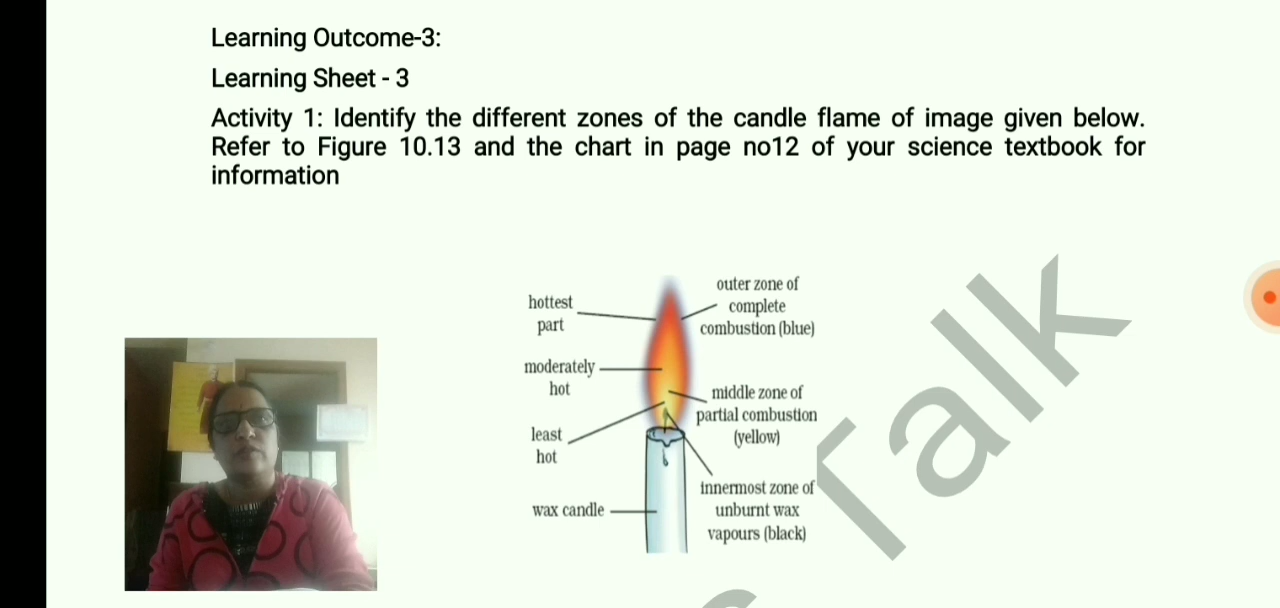 Learning Outcome-3:
Learning Sheet - 3
Activity 1: Identify the different zones of the candle flame of image given below.
Refer to Figure 10.13 and the chart in page no12 of your science textbook for
information
hottest
part
moderately
hot
least
hot
wax candle
outer zone of
complete
combustion (blue)
middle zone of
partial combustion
(yellow)
innermost zone of
unburnt wax
vapours (black)
Talk